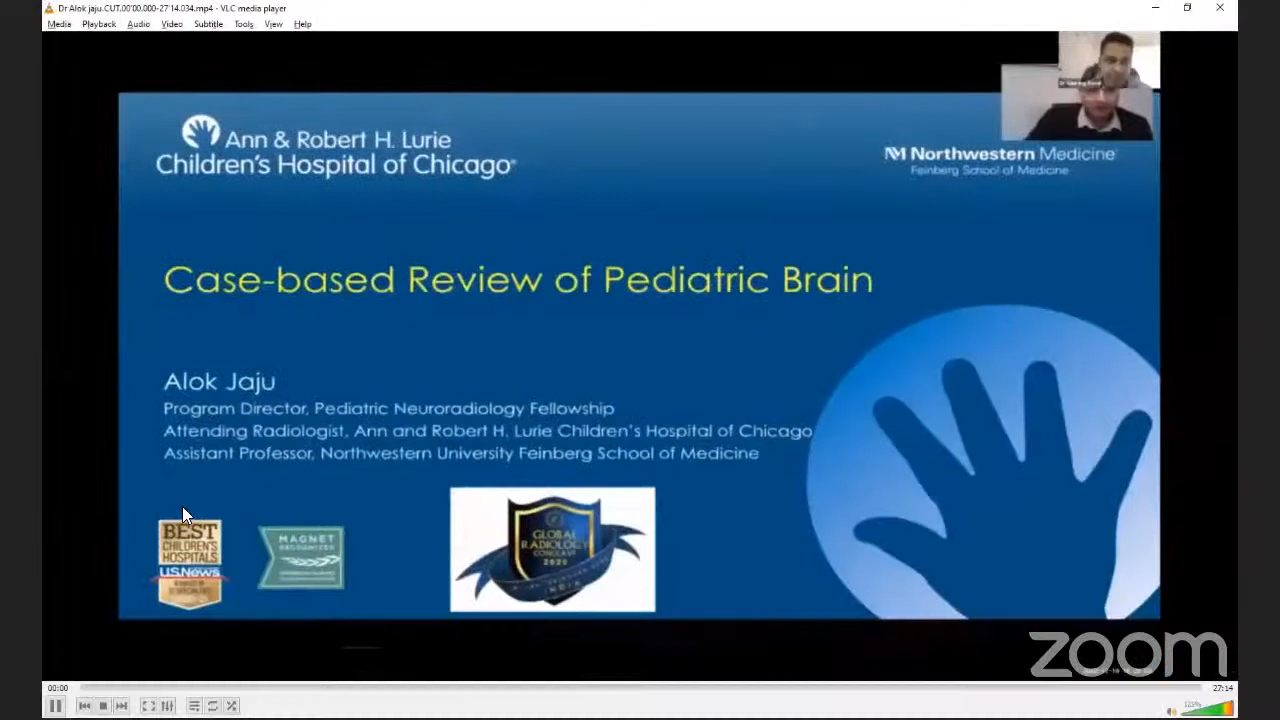 Dr Alok jaju.CUT.00'00.000-27'14.034.mp4 - VLC media player
Media Playback Audio Video Subtitle Tools View Help
Ann & Robert H. Lurie
Children's Hospital of Chicago
Northwestern Medicine
Feinberg School of Medicine
Case-based Review of Pediatric Brain
Alok Jaju
Program Director, Pediatric Neuroradiology Fellowship
Attending Radiologist, Ann and Robert H. Lurie Children's Hospital of Chicago
Assistant Professor, Northwestern University Feinberg School of Medicine
BEST
CHILDREN'S
HOSPITALS
U.S.News
MAGNET
RECOGNIZED
GLOBAL
RADIOLOGY
CONCLAVE
2020
INDIA
zoom
00:00
27:14
125%